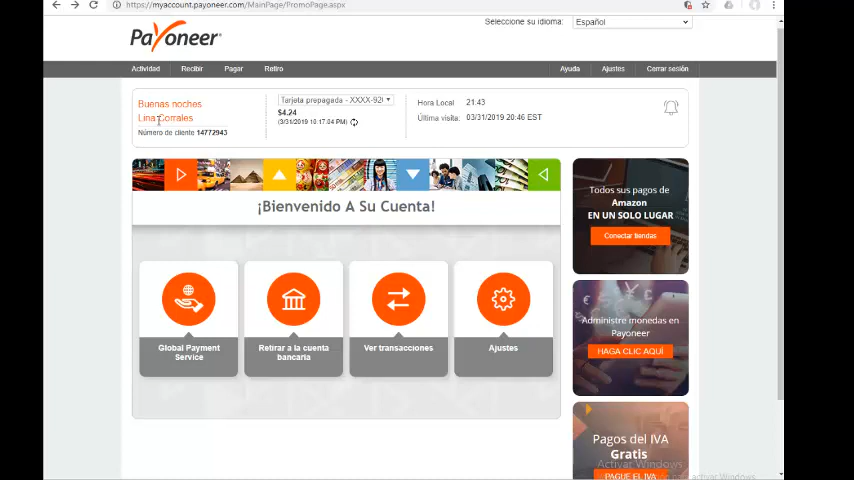 https://myaccount.payoneer.com/MainPage/PromoPage.aspx
Payoneer
Seleccione su idioma:
Español
Actividad
Recibir
Pagar
Retiro
Ayuda
Ajustes
Cerrar sesión
Buenas noches
Lina Corrales
Número de cliente 14772943
Tarjeta prepagada - XXXX-92
$4.24
(3/31/2019 10.17.04 PM)
Hora Local
21:43
Última visita:
03/31/2019 20:46 EST
¡Bienvenido A Su Cuenta!
Global Payment
Service
Retirar a la cuenta
bancaria
Ver transacciones
Ajustes
Todos sus pagos de
Amazon
EN UN SOLO LUGAR
Conectar tiendas
Administre monedas en
Payoneer
HAGA CLIC AQUÍ
Pagos del IVA
Gratis
Activar Windows
PAGUE EL IVA
activar Windows